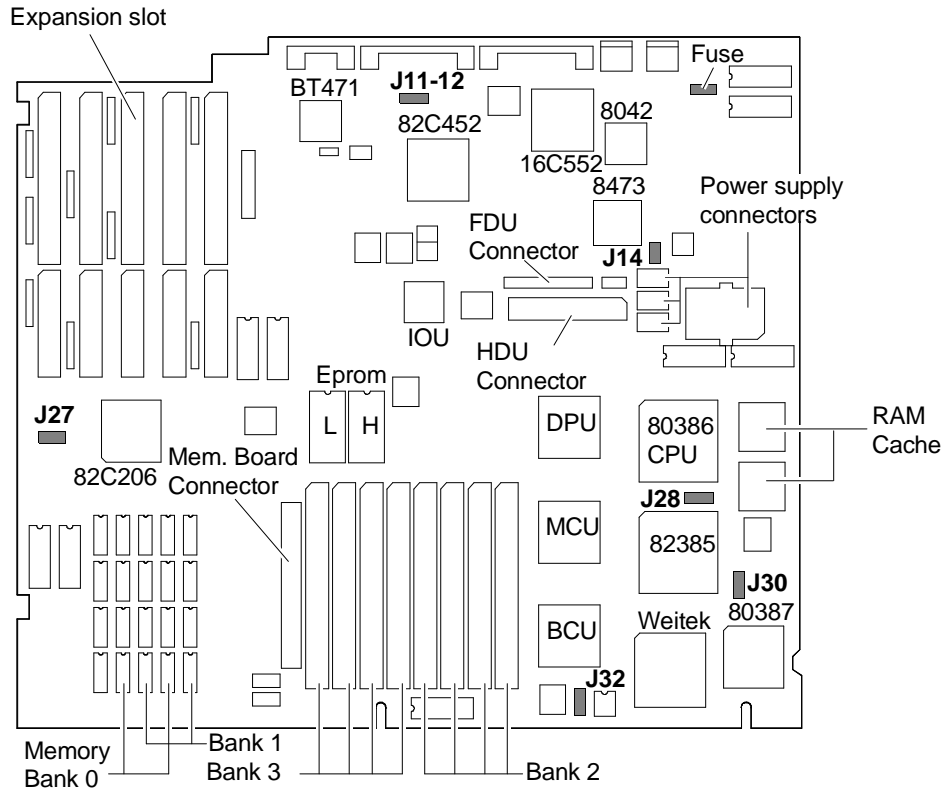 Expansion slot
Fuse
BT471
J11-12
82C452
8042
16C552
8473
Power supply
connectors
FDU
Connector
J14
IOU
HDU
Connector
Eprom
L
H
DPU
80386
CPU
RAM
Cache
J27
82C206
Mem. Board
Connector
J28
MCU
82385
J30
80387
Weitek
BCU
J32
Memory
Bank 0
Bank 1
Bank 3
Bank 2